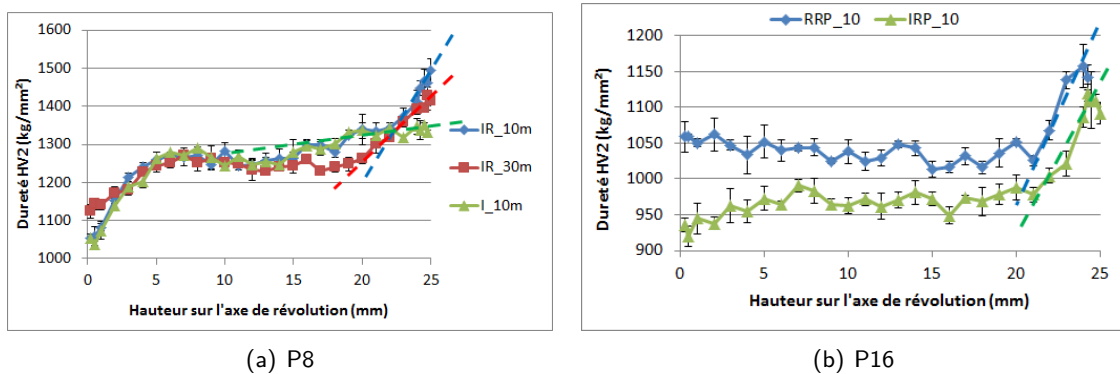 1600
1500
1400
1300
1200
1100
1000
Dureté HV2 (kg/mm²)
0 5 10 15 20 25
Hauteur sur l'axe de révolution (mm)
IR_10m
IR_30m
I_10m
(a) P8
RRP_10 IRP_10
1200
1150
1100
1050
1000
950
900
Dureté HV2 (kg/mm²)
0 5 10 15 20 25
Hauteur sur l'axe de révolution (mm)
(b) P16